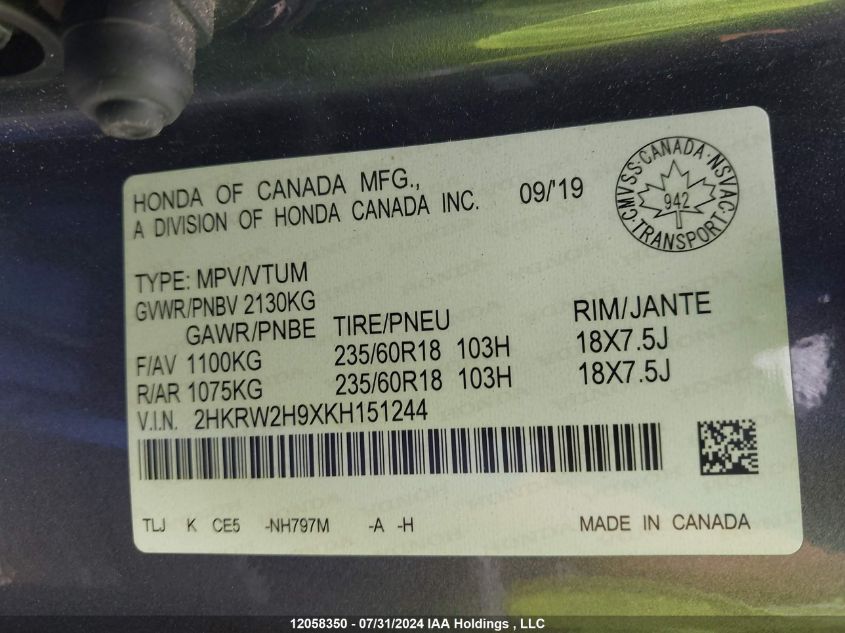 HONDA OF CANADA MFG.,
A DIVISION OF HONDA CANADA INC. 09/'19
CMVSS·CANADA·NSVAC·TRANSPORT·
942
TYPE: MPV/VTUM
GVWR/PNBV 2130KG
GAWR/PNBE TIRE/PNEU RIM/JANTE
F/AV 1100KG 235/60R18 103H 18X7.5J
R/AR 1075KG 235/60R18 103H 18X7.5J
V.I.N. 2HKRW2H9XKH151244
TLJ K CE5 -NH797M -A -H MADE IN CANADA
12058350 - 07/31/2024 IAA Holdings , LLC